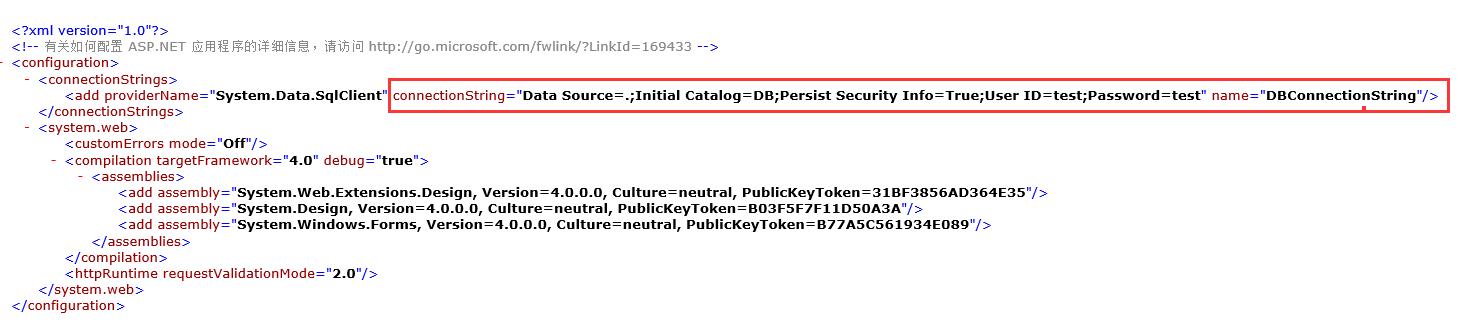 <?xml version="1.0"?>
<!-- 有关如何配置 ASP.NET 应用程序的详细信息，请访问 http://go.microsoft.com/fwlink/?LinkId=169433 -->
- <configuration>
- <connectionStrings>
<add providerName="System.Data.SqlClient" connectionString="Data Source=.;Initial Catalog=DB;Persist Security Info=True;User ID=test;Password=test" name="DBConnectionString"/>
</connectionStrings>
- <system.web>
<customErrors mode="Off"/>
- <compilation targetFramework="4.0" debug="true">
- <assemblies>
<add assembly="System.Web.Extensions.Design, Version=4.0.0.0, Culture=neutral, PublicKeyToken=31BF3856AD364E35"/>
<add assembly="System.Design, Version=4.0.0.0, Culture=neutral, PublicKeyToken=B03F5F7F11D50A3A"/>
<add assembly="System.Windows.Forms, Version=4.0.0.0, Culture=neutral, PublicKeyToken=B77A5C561934E089"/>
</assemblies>
</compilation>
<httpRuntime requestValidationMode="2.0"/>
</system.web>
</configuration>